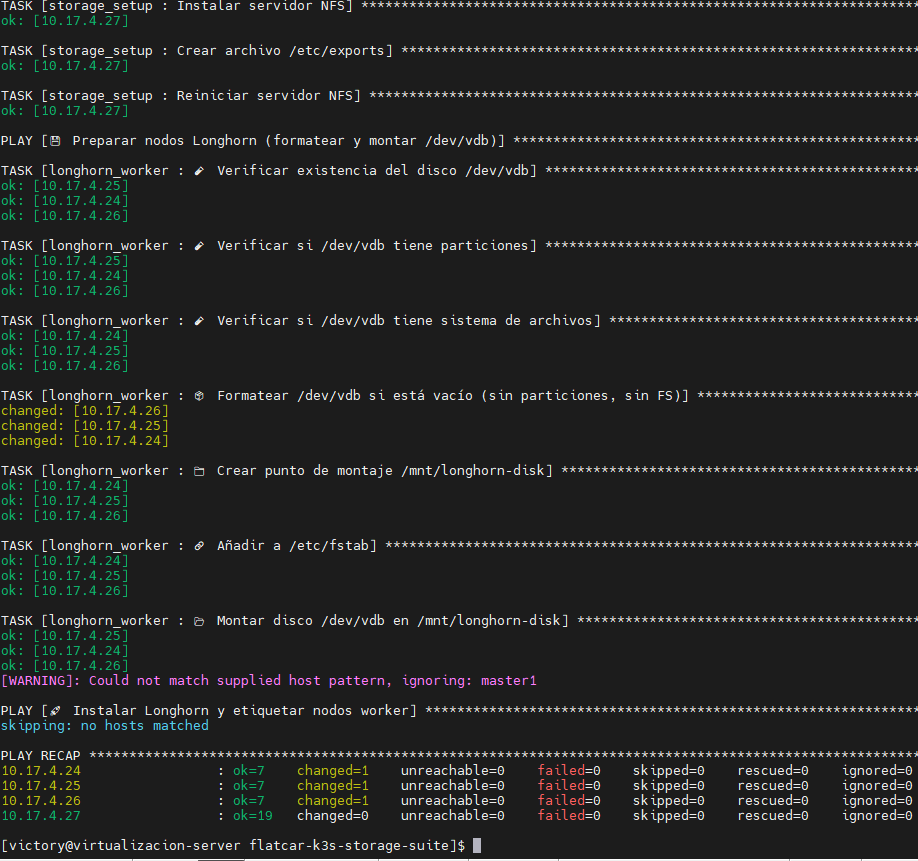 TASK [storage_setup : Instalar servidor NFS] **********************************************************************
ok: [10.17.4.27]
TASK [storage_setup : Crear archivo /etc/exports] *****************************************************************
ok: [10.17.4.27]
TASK [storage_setup : Reiniciar servidor NFS] *********************************************************************
ok: [10.17.4.27]
PLAY [💾 Preparar nodos Longhorn (formatear y montar /dev/vdb)] ***************************************************
TASK [longhorn_worker : Verificar existencia del disco /dev/vdb] ***********************************************
ok: [10.17.4.25]
ok: [10.17.4.24]
ok: [10.17.4.26]
TASK [longhorn_worker : Verificar si /dev/vdb tiene particiones] ***********************************************
ok: [10.17.4.25]
ok: [10.17.4.24]
ok: [10.17.4.26]
TASK [longhorn_worker : Verificar si /dev/vdb tiene sistema de archivos] ***************************************
ok: [10.17.4.24]
ok: [10.17.4.25]
ok: [10.17.4.26]
TASK [longhorn_worker : 📦 Formatear /dev/vdb si está vacío (sin particiones, sin FS)] ****************************
changed: [10.17.4.26]
changed: [10.17.4.25]
changed: [10.17.4.24]
TASK [longhorn_worker : 📁 Crear punto de montaje /mnt/longhorn-disk] *********************************************
ok: [10.17.4.24]
ok: [10.17.4.25]
ok: [10.17.4.26]
TASK [longhorn_worker : 🔗 Añadir a /etc/fstab] *******************************************************************
ok: [10.17.4.24]
ok: [10.17.4.25]
ok: [10.17.4.26]
TASK [longhorn_worker : 📂 Montar disco /dev/vdb en /mnt/longhorn-disk] *******************************************
ok: [10.17.4.25]
ok: [10.17.4.24]
ok: [10.17.4.26]
[WARNING]: Could not match supplied host pattern, ignoring: master1
PLAY [🚀 Instalar Longhorn y etiquetar nodos worker] **************************************************************
skipping: no hosts matched
PLAY RECAP ********************************************************************************************************
10.17.4.24 : ok=7 changed=1 unreachable=0 failed=0 skipped=0 rescued=0 ignored=0
10.17.4.25 : ok=7 changed=1 unreachable=0 failed=0 skipped=0 rescued=0 ignored=0
10.17.4.26 : ok=7 changed=1 unreachable=0 failed=0 skipped=0 rescued=0 ignored=0
10.17.4.27 : ok=19 changed=0 unreachable=0 failed=0 skipped=0 rescued=0 ignored=0
[victory@virtualizacion-server flatcar-k3s-storage-suite]$